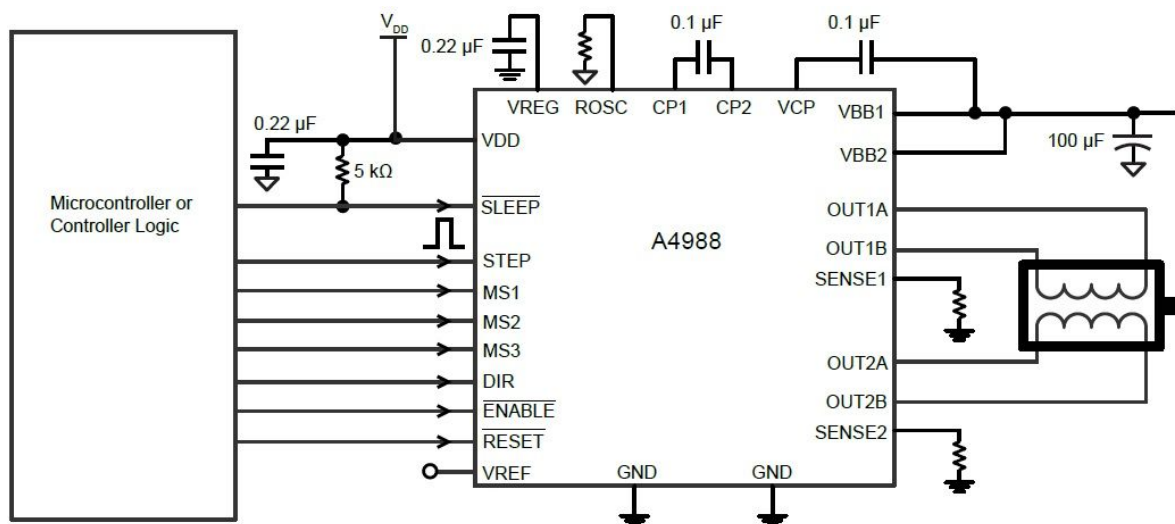 V_DD
0.22 µF
0.1 µF
0.1 µF
VREG
ROSC
CP1
CP2
VCP
VBB1
0.22 µF
VDD
VBB2
100 µF
5 kΩ
Microcontroller or
Controller Logic
SLEEP
OUT1A
A4988
OUT1B
STEP
SENSE1
MS1
MS2
MS3
OUT2A
DIR
OUT2B
ENABLE
SENSE2
RESET
VREF
GND
GND